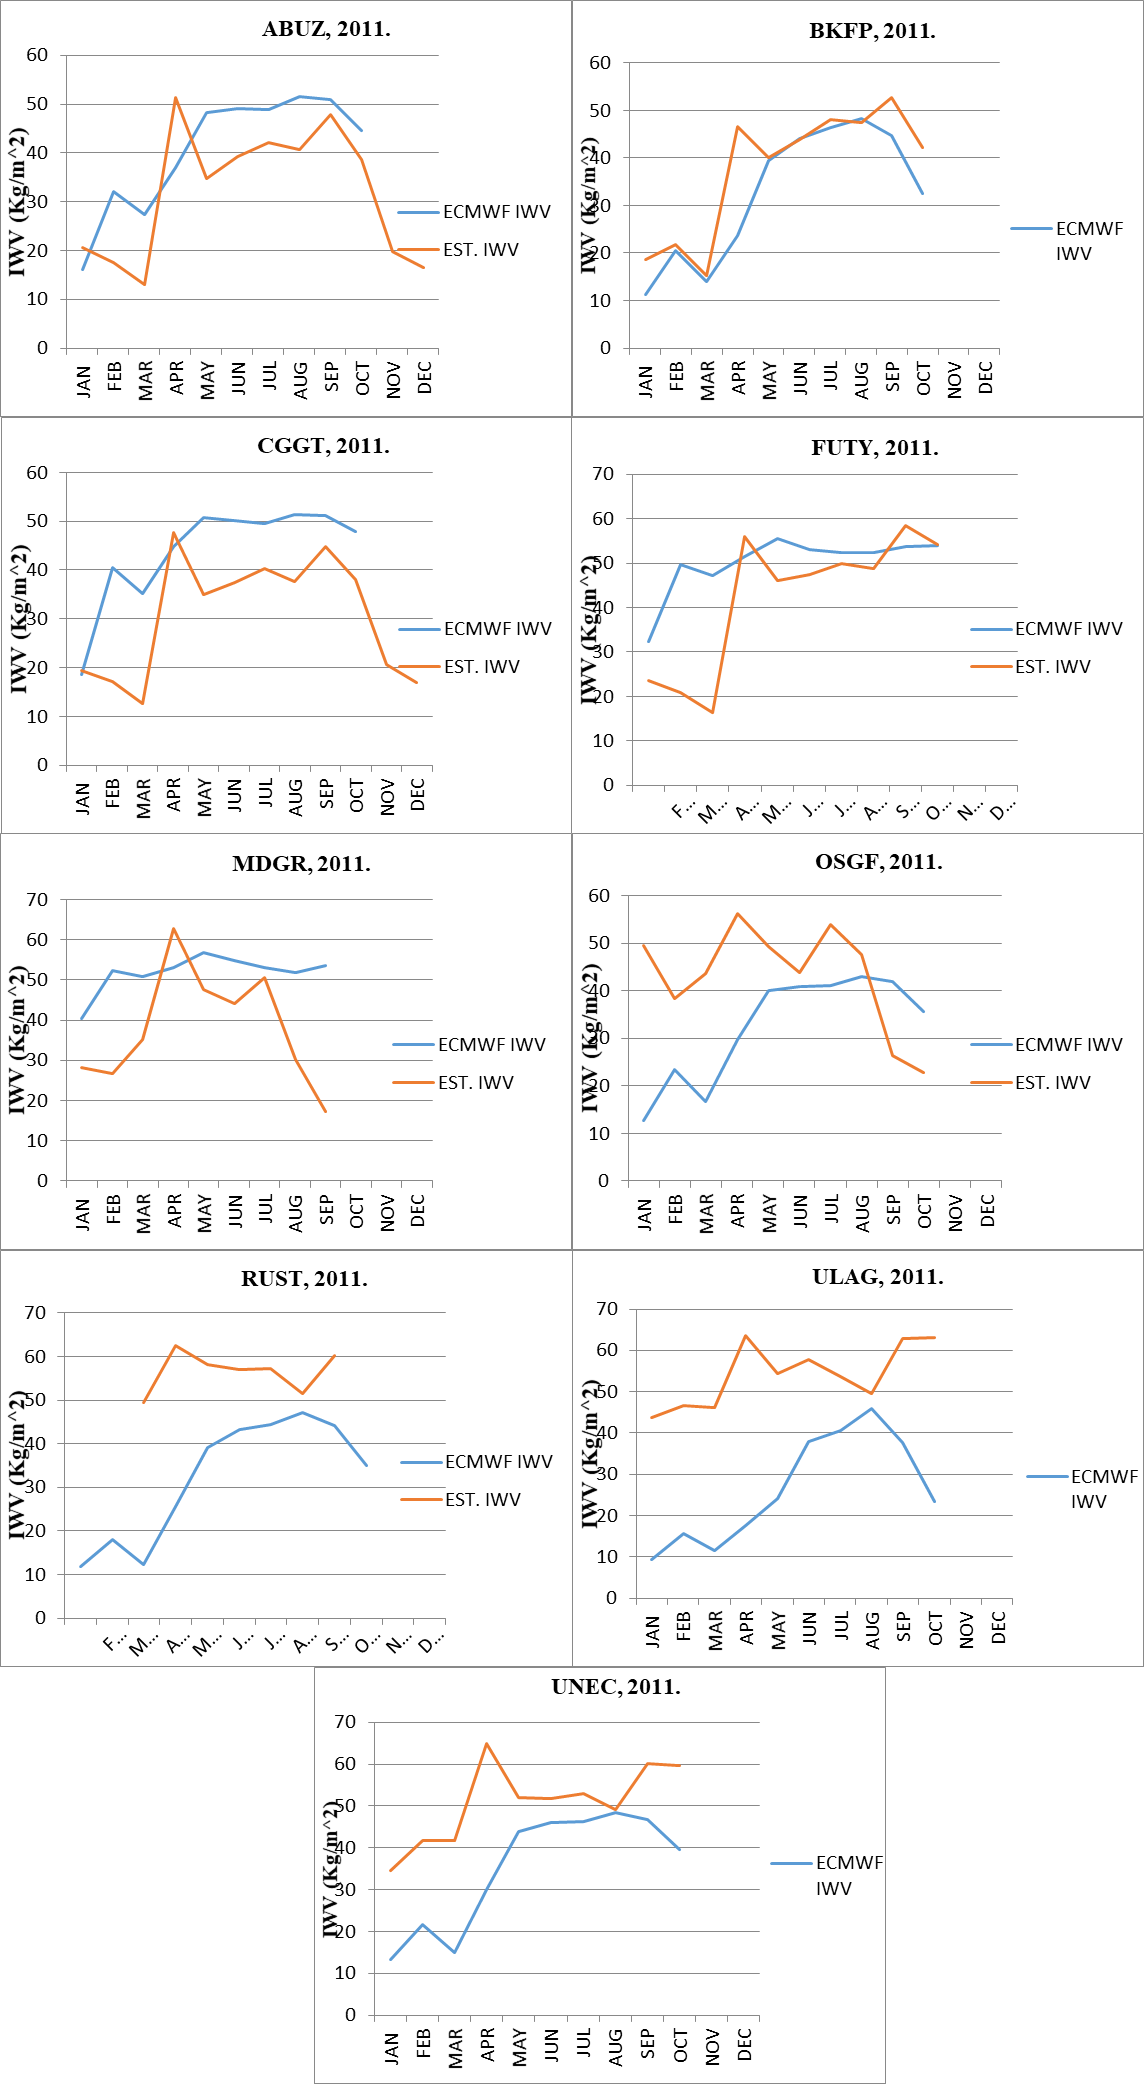 ABUZ, 2011.
IWV (Kg/m^2)
60
50
40
30
20
10
0
JAN
FEB
MAR
APR
MAY
JUN
JUL
AUG
SEP
OCT
NOV
DEC
ECMWF IWV
EST. IWV
BKFP, 2011.
IWV (Kg/m^2)
60
50
40
30
20
10
0
JAN
FEB
MAR
APR
MAY
JUN
JUL
AUG
SEP
OCT
NOV
DEC
ECMWF
IWV
CGGT, 2011.
IWV (Kg/m^2)
60
50
40
30
20
10
0
JAN
FEB
MAR
APR
MAY
JUN
JUL
AUG
SEP
OCT
NOV
DEC
ECMWF IWV
EST. IWV
FUTY, 2011.
IWV (Kg/m^2)
70
60
50
40
30
20
10
0
F...
M...
A...
M...
J...
J...
A...
S...
O...
N...
D...
ECMWF IWV
EST. IWV
MDGR, 2011.
IWV (Kg/m^2)
70
60
50
40
30
20
10
0
JAN
FEB
MAR
APR
MAY
JUN
JUL
AUG
SEP
OCT
NOV
DEC
ECMWF IWV
EST. IWV
OSGF, 2011.
IWV (Kg/m^2)
60
50
40
30
20
10
0
JAN
FEB
MAR
APR
MAY
JUN
JUL
AUG
SEP
OCT
NOV
DEC
ECMWF IWV
EST. IWV
RUST, 2011.
IWV (Kg/m^2)
70
60
50
40
30
20
10
0
F...
M...
A...
M...
J...
J...
A...
S...
O...
N...
D...
ECMWF IWV
EST. IWV
ULAG, 2011.
IWV (Kg/m^2)
70
60
50
40
30
20
10
0
JAN
FEB
MAR
APR
MAY
JUN
JUL
AUG
SEP
OCT
NOV
DEC
ECMWF
IWV
UNEC, 2011.
IWV (Kg/m^2)
70
60
50
40
30
20
10
0
JAN
FEB
MAR
APR
MAY
JUN
JUL
AUG
SEP
OCT
NOV
DEC
ECMWF
IWV